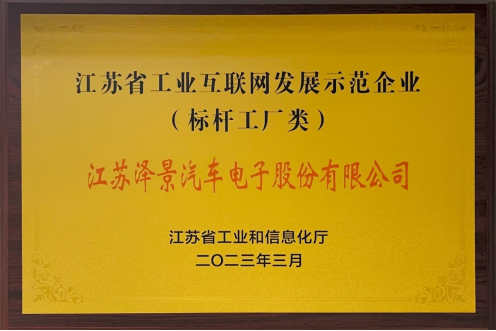 江苏省工业互联网发展示范企业
（标杆工厂类）
江苏泽景汽车电子股份有限公司
江苏省工业和信息化厅
二〇二三年三月